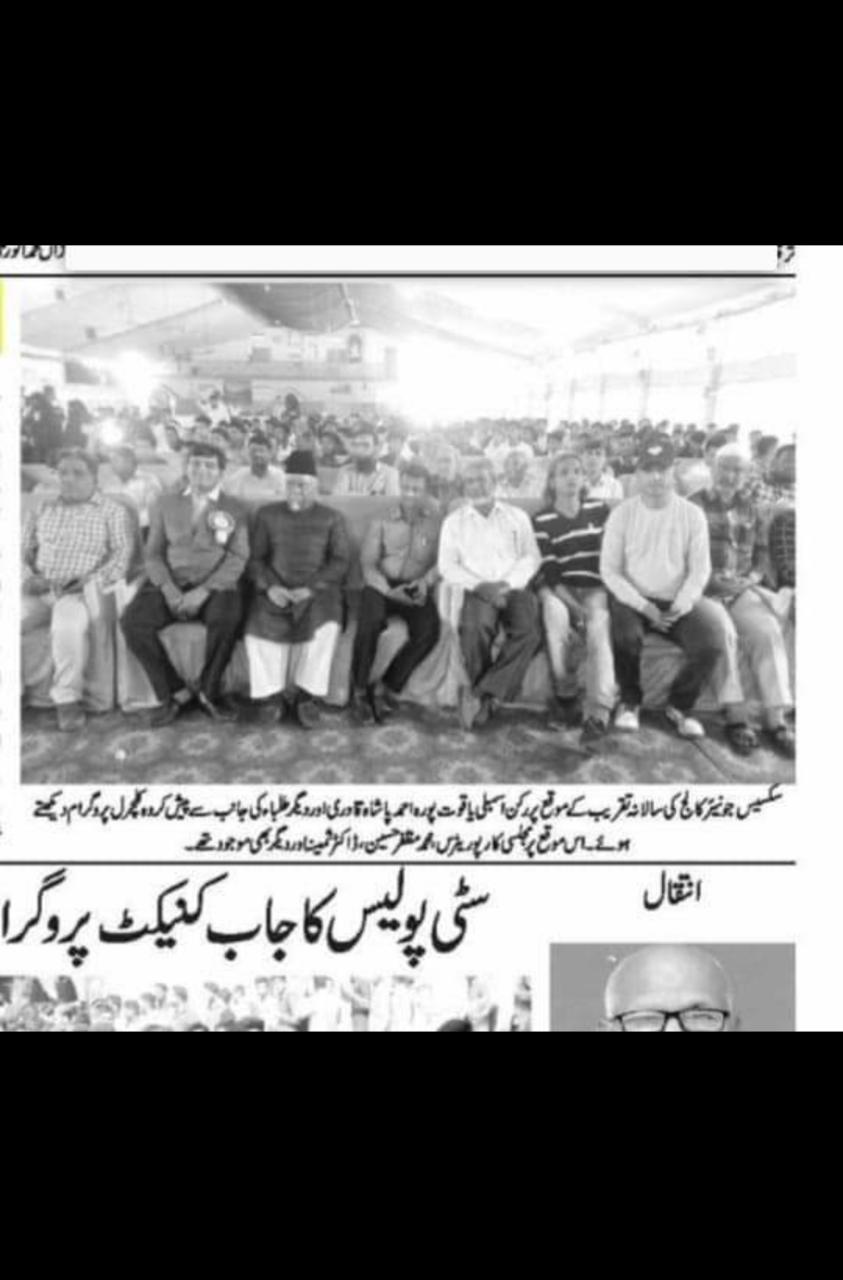 سکسیس جونیئر کالج کی سالانہ تقریب کے موقع پر رکن اسمبلی یاقوت پورہ احمد پاشاہ قادری اور دیگر طلباء کی جانب سے پیش کردہ کلچرل پروگرام دیکھتے
ہوئے۔ اس موقع پر مجلسی کارپوریٹرس، محمد مظفر حسین، ڈاکٹر ثمینہ اور دیگر بھی موجود تھے۔
انتقال
سٹی پولیس کا جاب کنیکٹ پروگرا